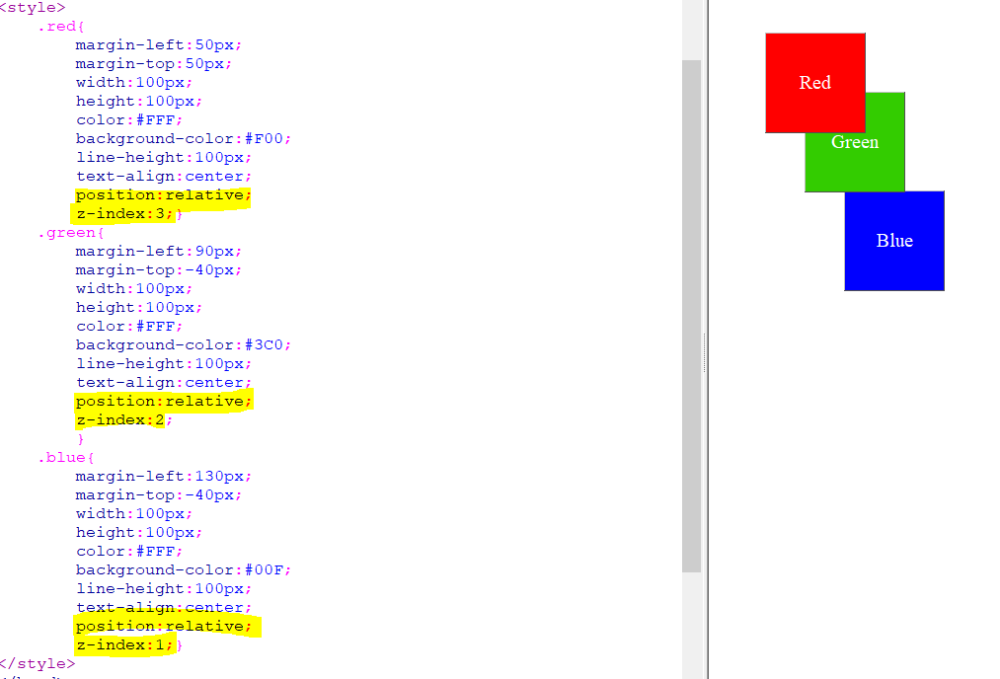 <style>
.red{
margin-left:50px;
margin-top:50px;
width:100px;
height:100px;
color:#FFF;
background-color:#F00;
line-height:100px;
text-align:center;
position:relative;
z-index:3;}
.green{
margin-left:90px;
margin-top:-40px;
width:100px;
height:100px;
color:#FFF;
background-color:#3C0;
line-height:100px;
text-align:center;
position:relative;
z-index:2;
}
.blue{
margin-left:130px;
margin-top:-40px;
width:100px;
height:100px;
color:#FFF;
background-color:#00F;
line-height:100px;
text-align:center;
position:relative;
z-index:1;}
</style>
Red
Green
Blue